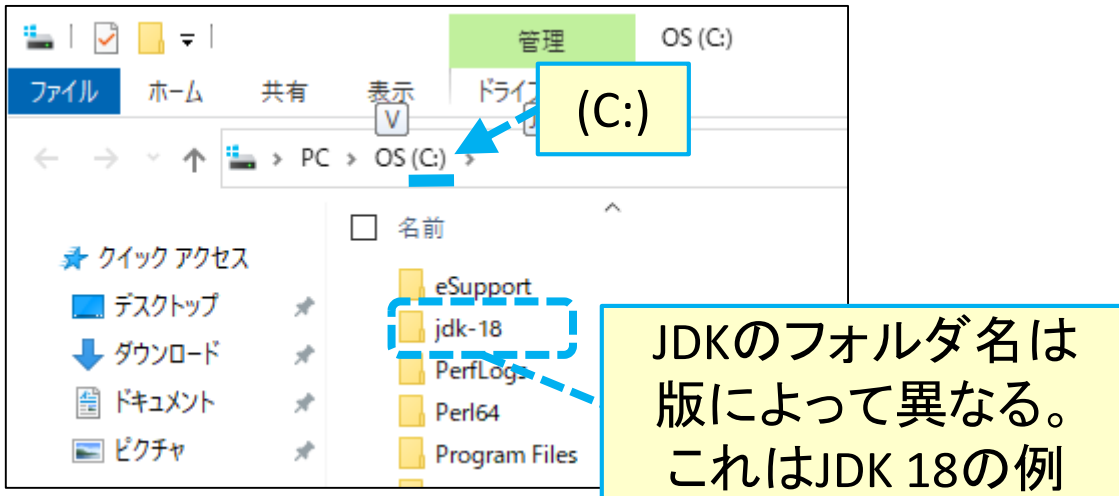 管理
OS (C:)
ファイル
ホーム
共有
表示
V
(C:)
PC
OS (C:)
名前
クイック アクセス
デスクトップ
ダウンロード
ドキュメント
ピクチャ
eSupport
jdk-18
PerfLogs
Perl64
Program Files
JDKのフォルダ名は
版によって異なる。
これはJDK 18の例